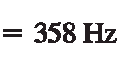 = 358 Hz